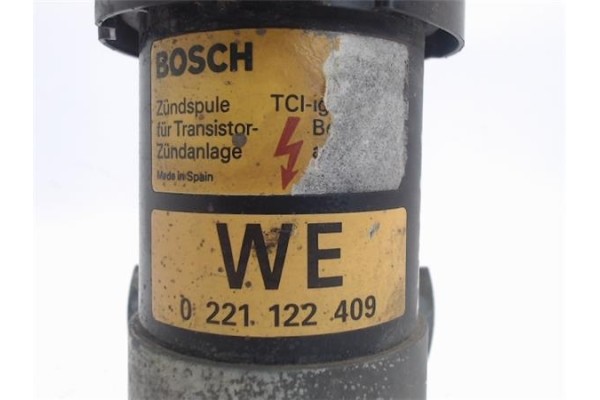 BOSCH
Zündspule TCI-ig
für Transistor- B
Zündanlage a
Made in Spain
WE
0 221 122 409